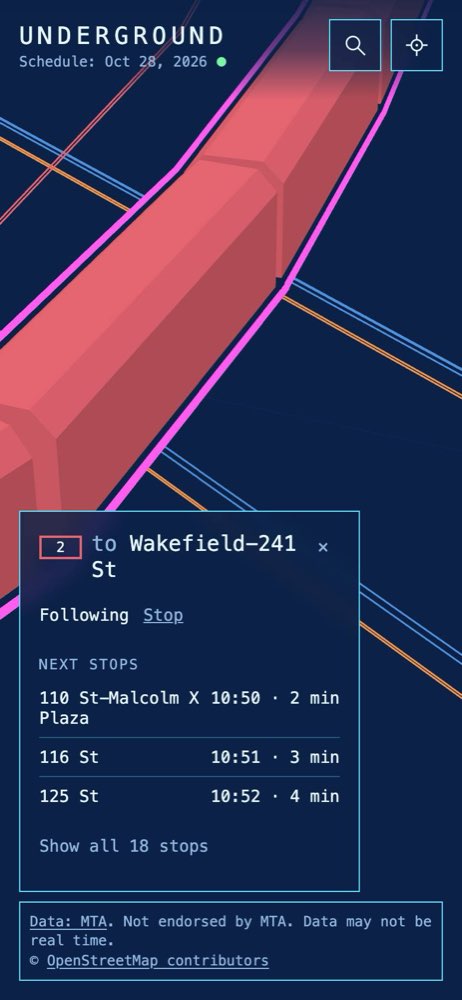 UNDERGROUND
Schedule: Oct 28, 2026
2 to Wakefield–241
St
×
Following Stop
NEXT STOPS
110 St–Malcolm X 10:50 · 2 min
Plaza
116 St 10:51 · 3 min
125 St 10:52 · 4 min
Show all 18 stops
Data: MTA. Not endorsed by MTA. Data may not be
real time.
© OpenStreetMap contributors